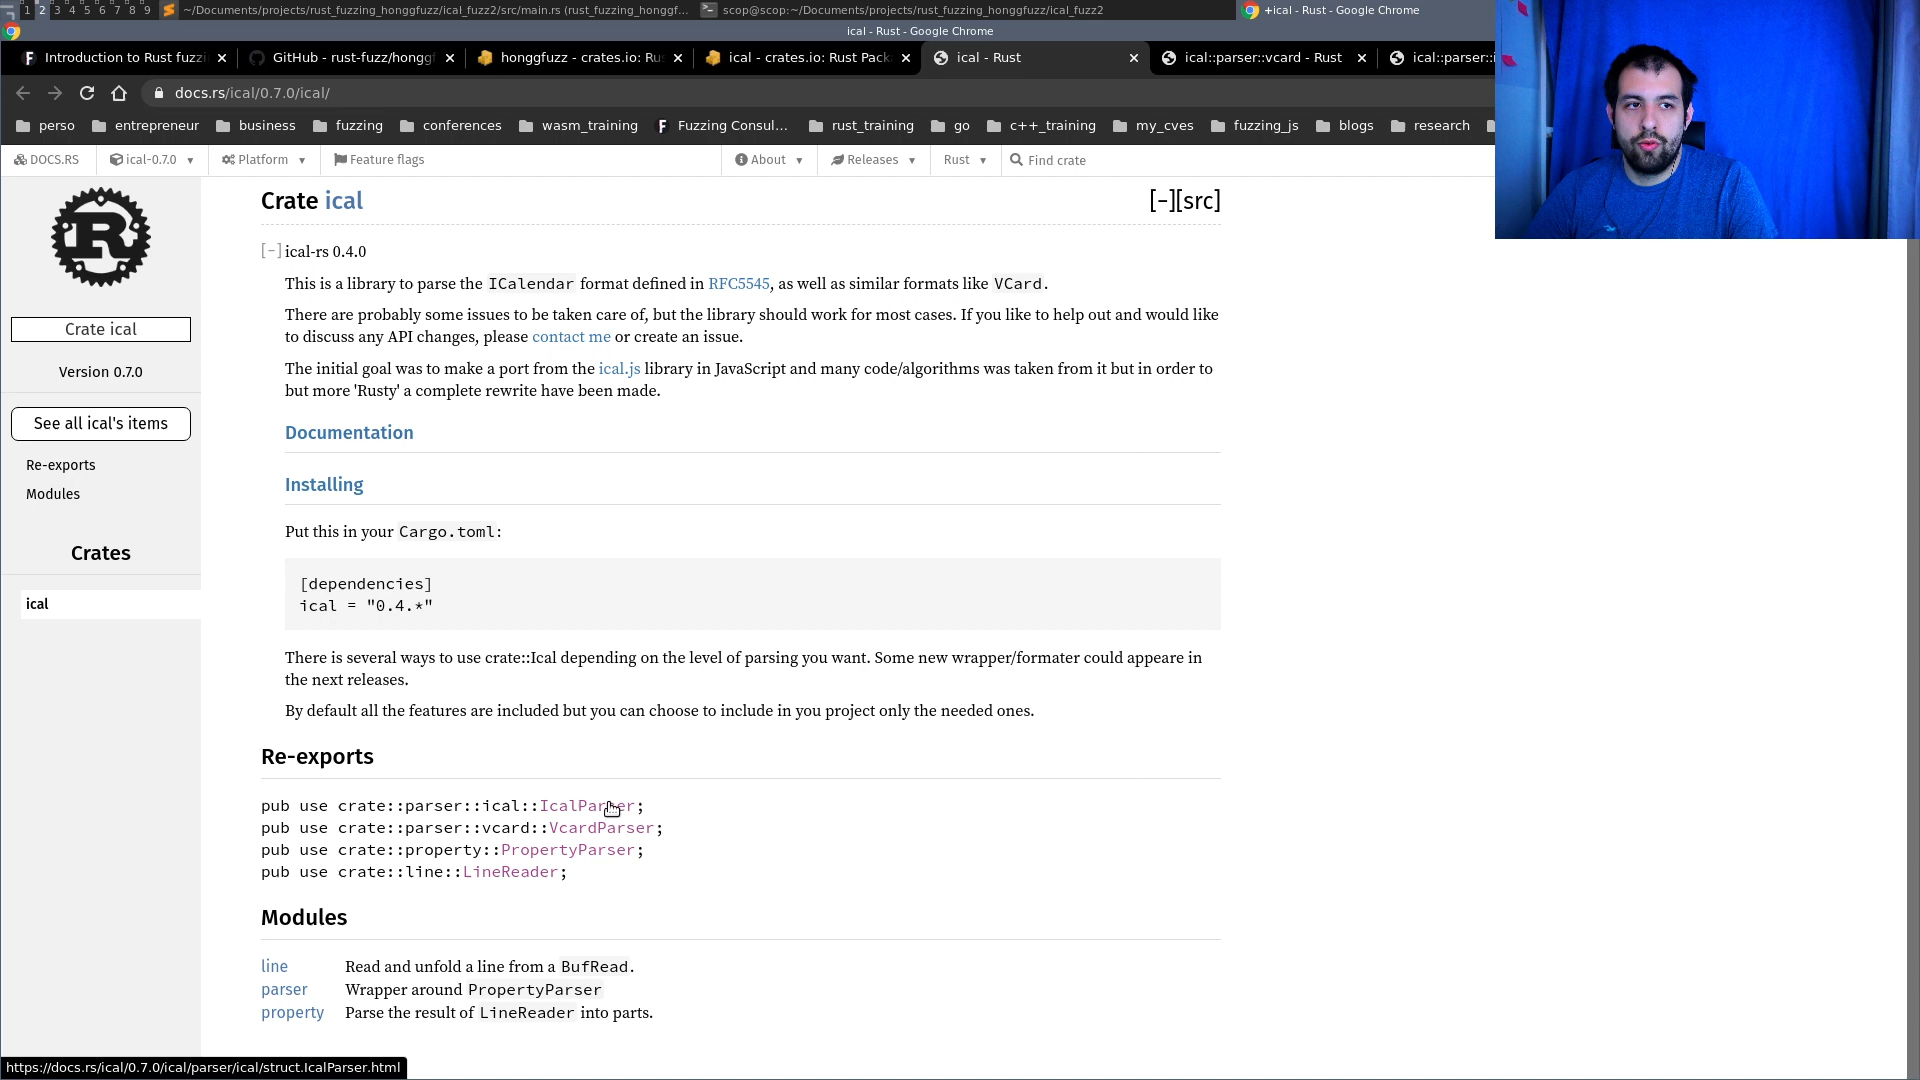 1 2 3 4 5 6 7 8 9
~/Documents/projects/rust_fuzzing_honggfuzz/ical_fuzz2/src/main.rs (rust_fuzzing_honggf...
scop@scop:~/Documents/projects/rust_fuzzing_honggfuzz/ical_fuzz2
+ical - Rust - Google Chrome
ical - Rust - Google Chrome
Introduction to Rust fuzzi
GitHub - rust-fuzz/honggf
honggfuzz - crates.io: Rus
ical - crates.io: Rust Pack
ical - Rust
ical::parser::vcard - Rust
ical::parser::i
docs.rs/ical/0.7.0/ical/
perso
entrepreneur
business
fuzzing
conferences
wasm_training
Fuzzing Consul...
rust_training
go
c++_training
my_cves
fuzzing_js
blogs
research
DOCS.RS
ical-0.7.0
Platform
Feature flags
About
Releases
Rust
Find crate
Crate ical
Version 0.7.0
See all ical's items
Re-exports
Modules
Crates
ical
Crate ical
[−][src]
[−] ical-rs 0.4.0
This is a library to parse the ICalendar format defined in RFC5545, as well as similar formats like VCard.
There are probably some issues to be taken care of, but the library should work for most cases. If you like to help out and would like
to discuss any API changes, please contact me or create an issue.
The initial goal was to make a port from the ical.js library in JavaScript and many code/algorithms was taken from it but in order to
but more 'Rusty' a complete rewrite have been made.
Documentation
Installing
Put this in your Cargo.toml:
[dependencies]
ical = "0.4.*"
There is several ways to use crate::Ical depending on the level of parsing you want. Some new wrapper/formater could appeare in
the next releases.
By default all the features are included but you can choose to include in you project only the needed ones.
Re-exports
pub use crate::parser::ical::IcalParser;
pub use crate::parser::vcard::VcardParser;
pub use crate::property::PropertyParser;
pub use crate::line::LineReader;
Modules
line Read and unfold a line from a BufRead.
parser Wrapper around PropertyParser
property Parse the result of LineReader into parts.
https://docs.rs/ical/0.7.0/ical/parser/ical/struct.IcalParser.html